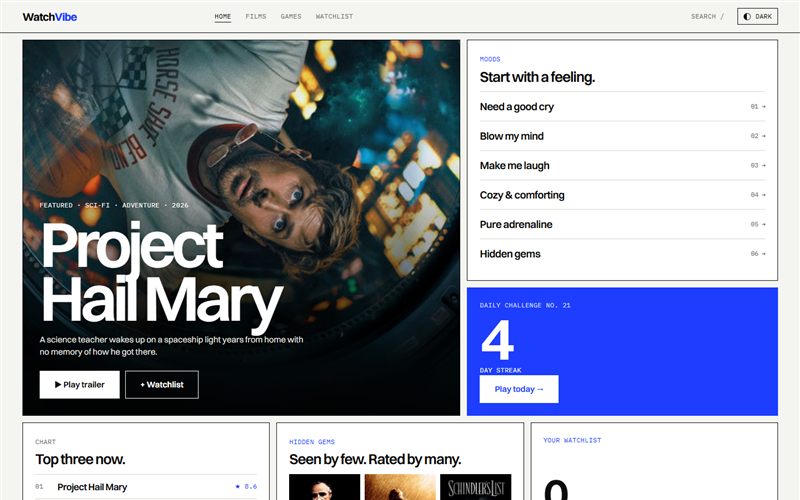 WatchVibe
HOME FILMS GAMES WATCHLIST
SEARCH / DARK
HORSE SHOE BEND
FEATURED · SCI-FI · ADVENTURE · 2026
Project
Hail Mary
A science teacher wakes up on a spaceship light years from home with
no memory of how he got there.
▶ Play trailer
+ Watchlist
MOODS
Start with a feeling.
Need a good cry 01 →
Blow my mind 02 →
Make me laugh 03 →
Cozy & comforting 04 →
Pure adrenaline 05 →
Hidden gems 06 →
DAILY CHALLENGE NO. 21
4
DAY STREAK
Play today →
CHART
Top three now.
01 Project Hail Mary ★ 8.6
HIDDEN GEMS
Seen by few. Rated by many.
SCHINDLER'S LIST
YOUR WATCHLIST
0